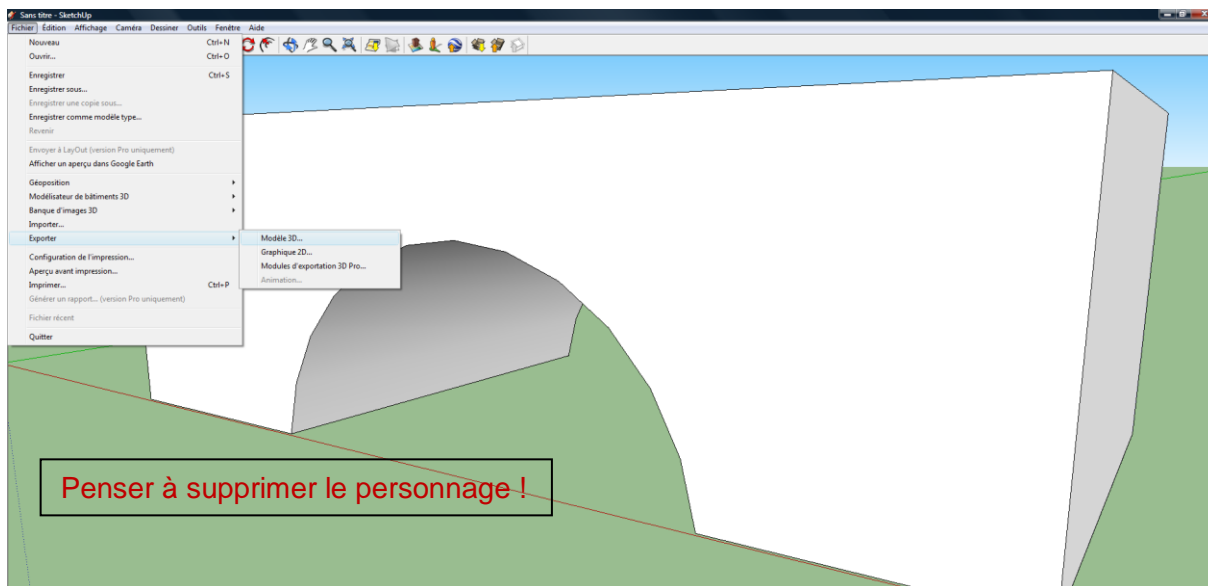 Sans titre - SketchUp
Fichier Édition Affichage Caméra Dessiner Outils Fenêtre Aide
Nouveau Ctrl+N
Ouvrir... Ctrl+O
Enregistrer Ctrl+S
Enregistrer sous...
Enregistrer une copie sous...
Enregistrer comme modèle type...
Revenir
Envoyer à LayOut (version Pro uniquement)
Afficher un aperçu dans Google Earth
Géoposition
Modélisateur de bâtiments 3D
Banque d'images 3D
Importer...
Exporter
Modèle 3D...
Graphique 2D...
Modules d'exportation 3D Pro...
Animation...
Configuration de l'impression...
Aperçu avant impression...
Imprimer... Ctrl+P
Générer un rapport... (version Pro uniquement)
Fichier récent
Quitter
Penser à supprimer le personnage !